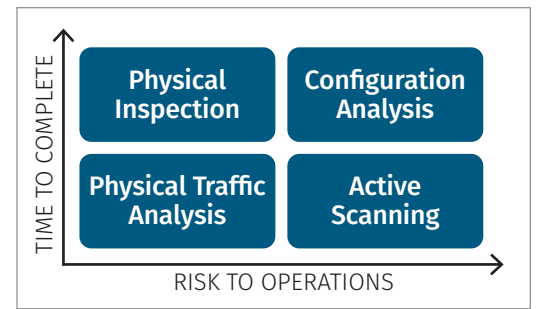 TIME TO COMPLETE
Physical
Inspection
Configuration
Analysis
Physical Traffic
Analysis
Active
Scanning
RISK TO OPERATIONS